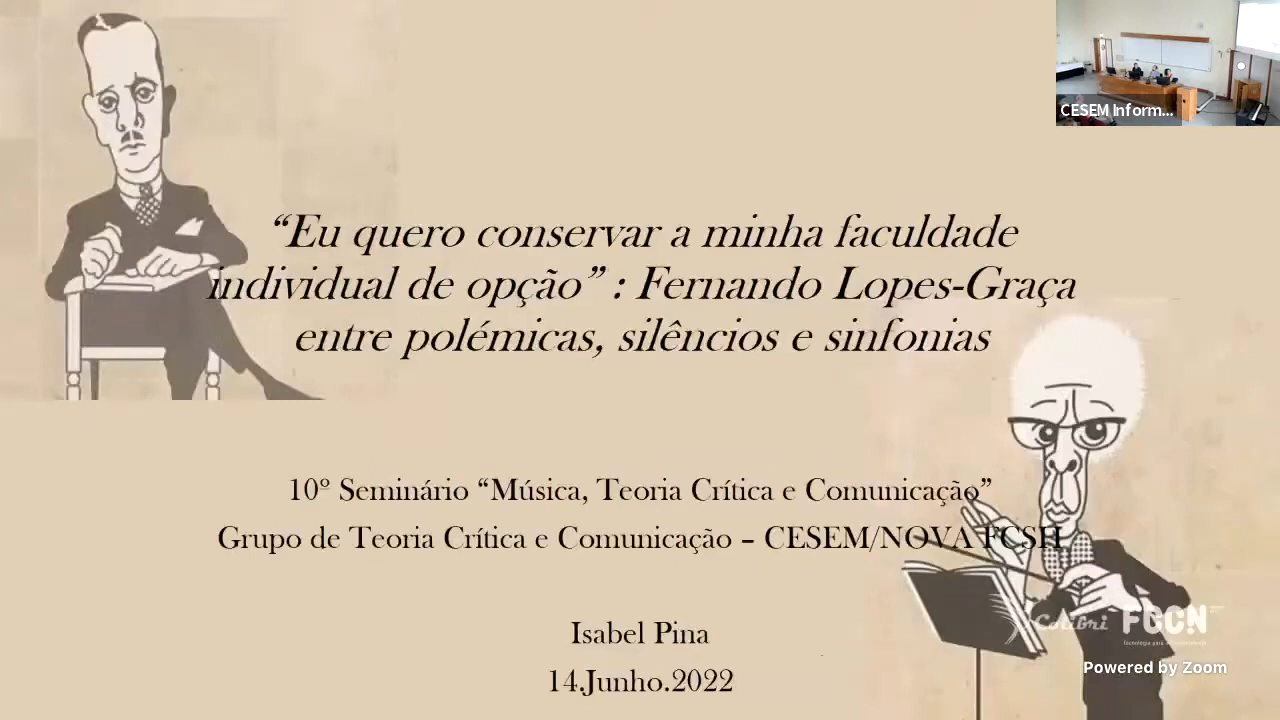 CESEM Inform...
“Eu quero conservar a minha faculdade
individual de opção” : Fernando Lopes-Graça
entre polémicas, silêncios e sinfonias
10º Seminário “Música, Teoria Crítica e Comunicação”
Grupo de Teoria Crítica e Comunicação – CESEM/NOVA FCSH
Isabel Pina
14.Junho.2022
Colibri FCCN
Powered by Zoom